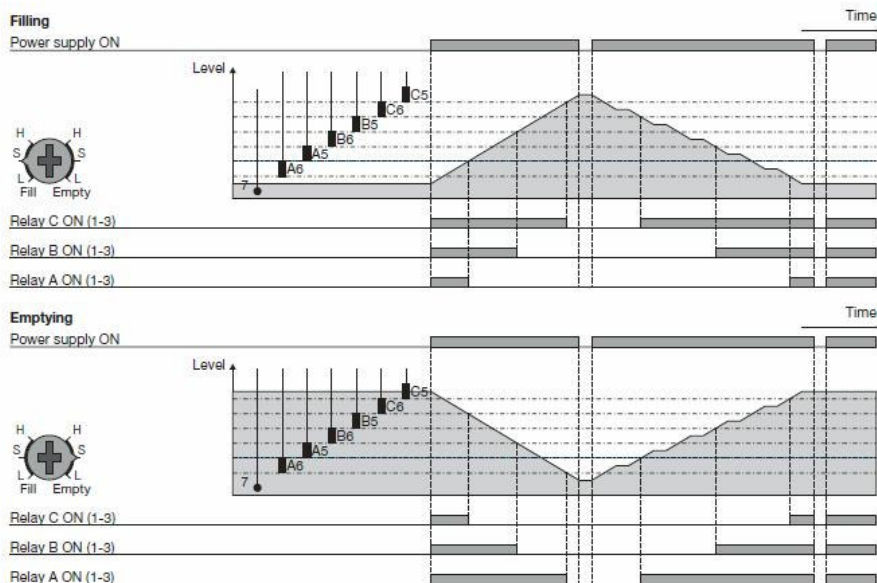 Filling
Time
Power supply ON
Level
C5
C6
B5
B6
A5
A6
7
H H
S S
L L
Fill Empty
Relay C ON (1-3)
Relay B ON (1-3)
Relay A ON (1-3)
Emptying
Time
Power supply ON
Level
C5
C6
B5
B6
A5
A6
7
H H
S S
L L
Fill Empty
Relay C ON (1-3)
Relay B ON (1-3)
Relay A ON (1-3)